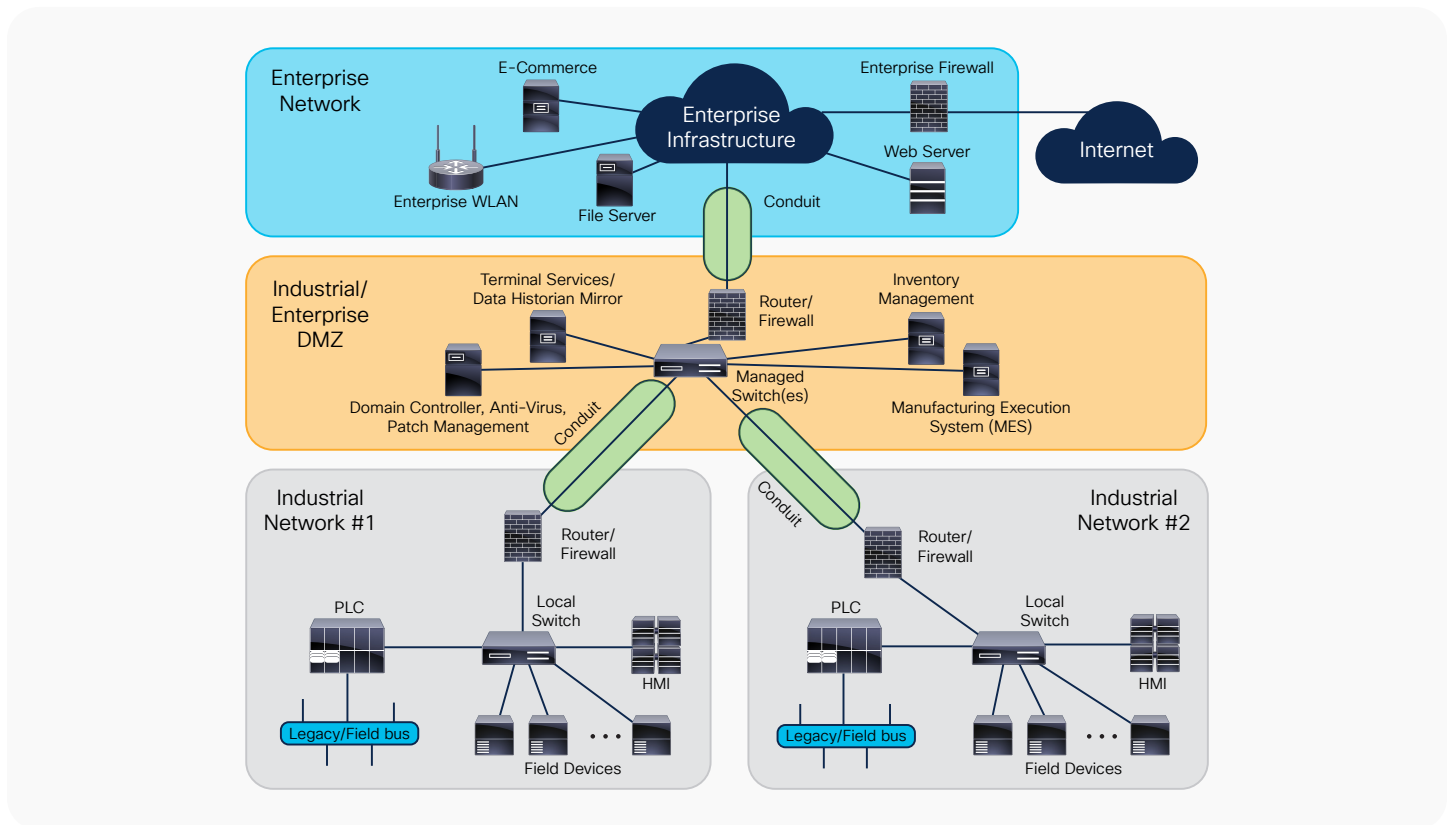 Enterprise
Network
E-Commerce
Enterprise
Infrastructure
Enterprise Firewall
Internet
Web Server
Enterprise WLAN
File Server
Conduit
Industrial/
Enterprise
DMZ
Terminal Services/
Data Historian Mirror
Router/
Firewall
Inventory
Management
Domain Controller, Anti-Virus,
Patch Management
Managed
Switch(es)
Manufacturing Execution
System (MES)
Conduit
Conduit
Industrial
Network #1
Router/
Firewall
PLC
Local
Switch
HMI
Legacy/Field bus
Field Devices
Industrial
Network #2
Router/
Firewall
PLC
Local
Switch
HMI
Legacy/Field bus
Field Devices